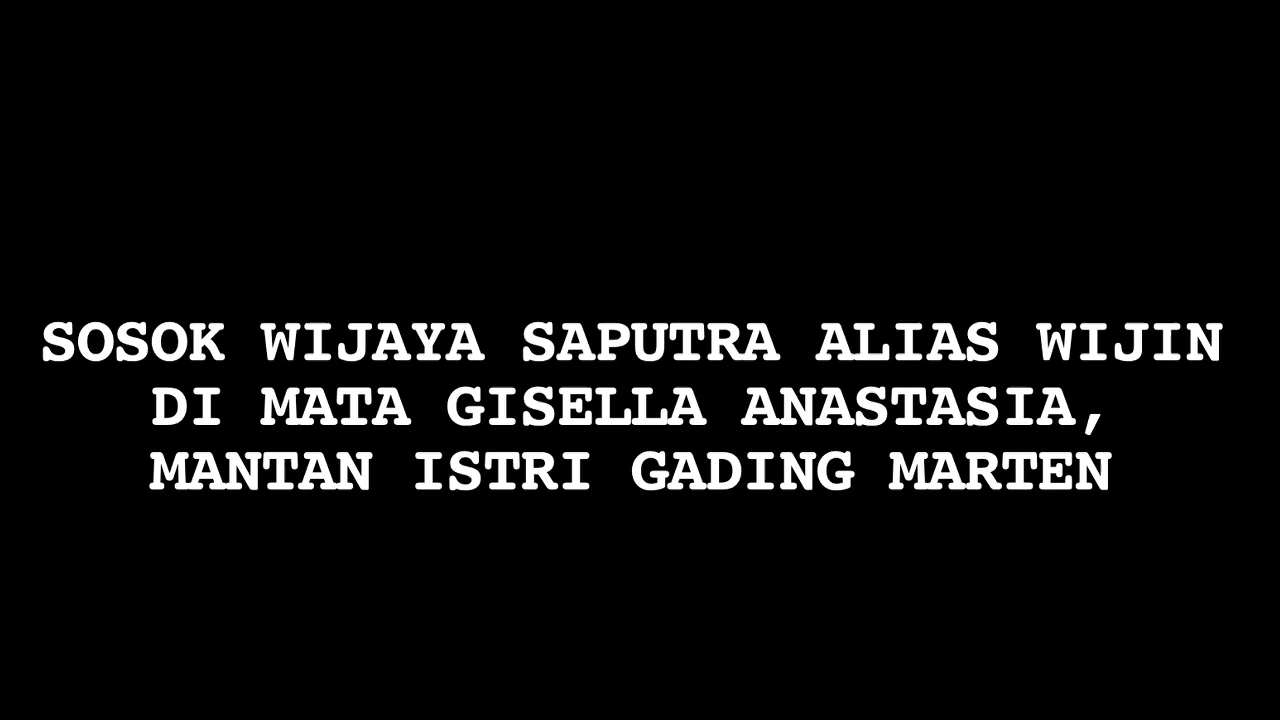 SOSOK WIJAYA SAPUTRA ALIAS WIJIN
DI MATA GISELLA ANASTASIA,
MANTAN ISTRI GADING MARTEN